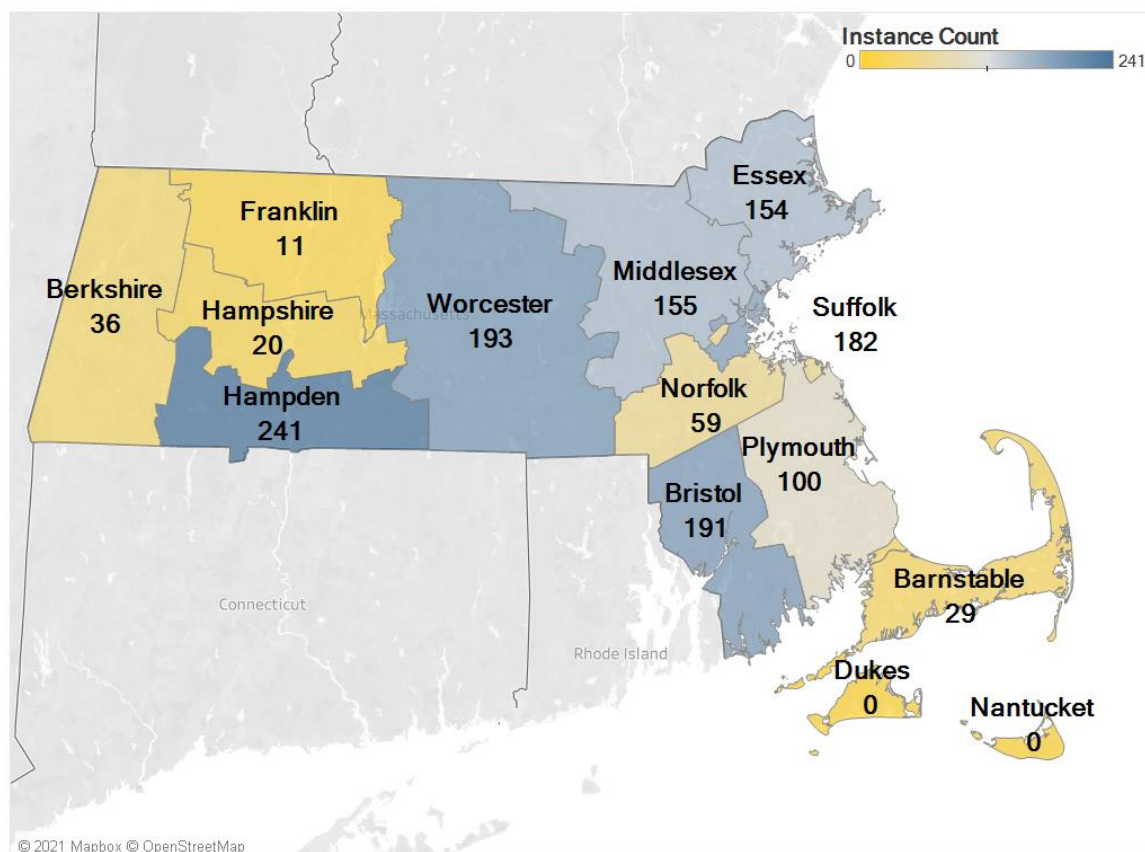 Instance Count
0 241
Essex
154
Franklin
11
Middlesex
155
Berkshire
36
Hampshire
20
Massachusetts
Worcester
193
Suffolk
182
Hampden
241
Norfolk
59
Plymouth
100
Bristol
191
Barnstable
29
Connecticut
Rhode Island
Dukes
0
Nantucket
0
© 2021 Mapbox © OpenStreetMap